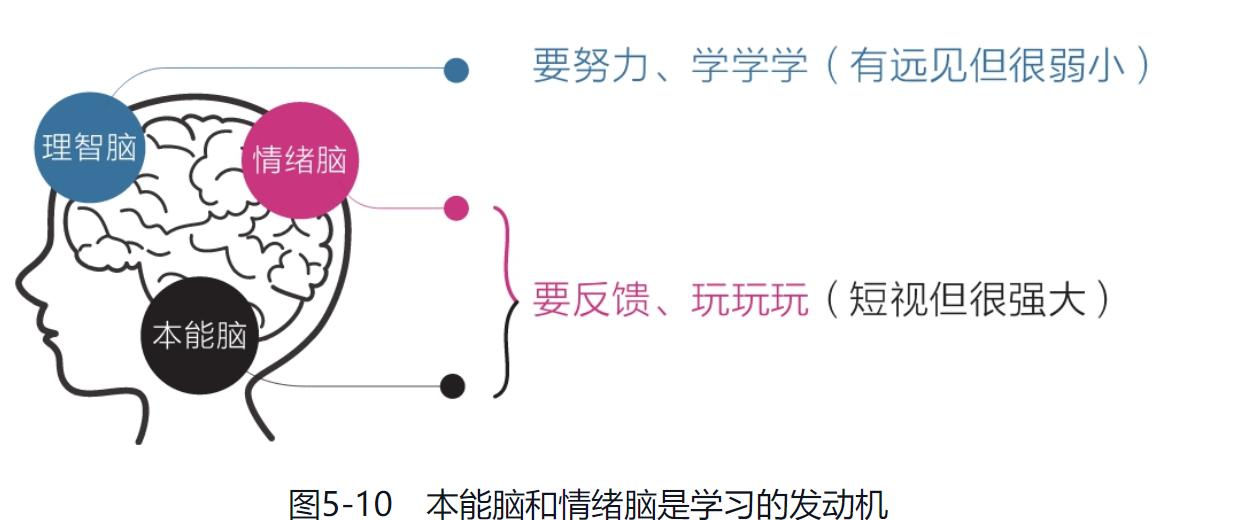 要努力、学学学（有远见但很弱小）
理智脑
情绪脑
要反馈、玩玩玩（短视但很强大）
本能脑
图5-10 本能脑和情绪脑是学习的发动机